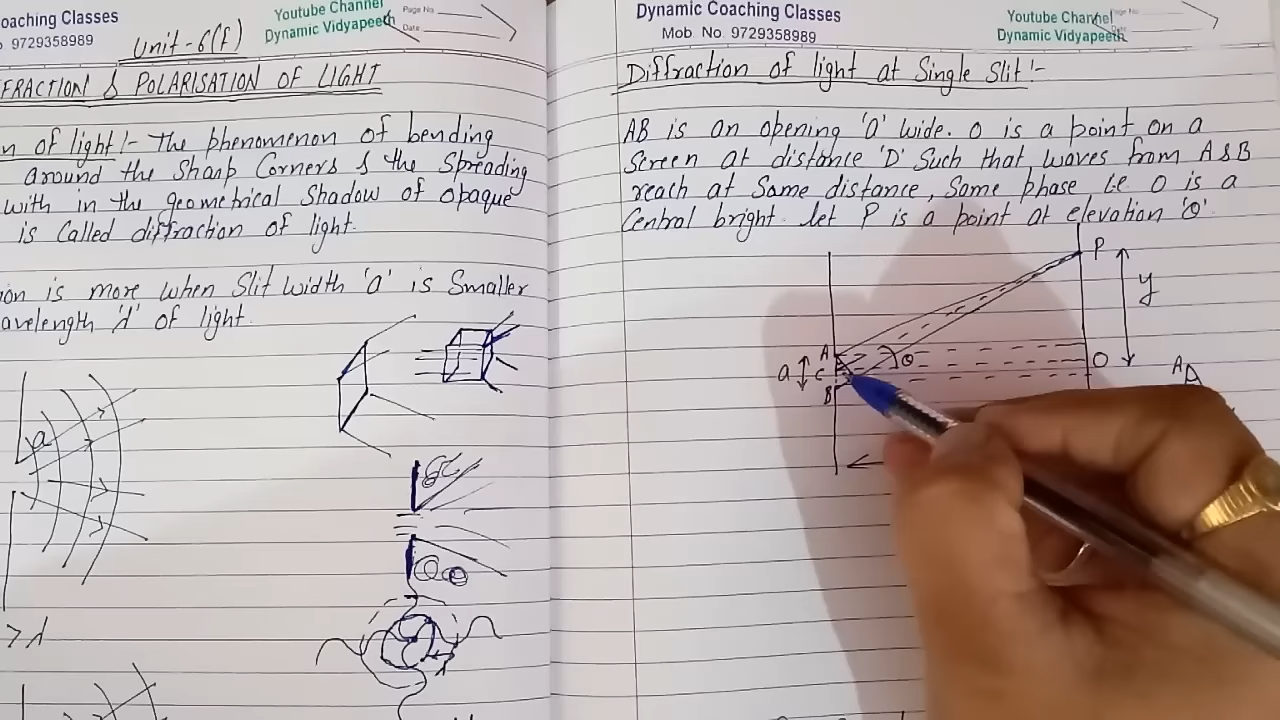 oaching Classes
9729358989
Youtube Channel
Dynamic Vidyapeeth
Page No.
Date
Unit-6(f)
FRACTION & POLARISATION OF LIGHT
n of light :- The phenomenon of bending
around the Sharp Corners & the Spreading
with in the geometrical Shadow of opaque
is Called diffraction of light.
ion is more when Slit width 'a' is Smaller
avelength 'λ' of light.
a
> λ
Dynamic Coaching Classes
Mob No. 9729358989
Youtube Channel
Dynamic Vidyapeeth
Diffraction of light at Single Slit :-
AB is an opening 'a' wide. O is a point on a
Screen at distance 'D' Such that waves from A & B
reach at Same distance, Same phase i.e O is a
Central bright. Let P is a point at elevation 'θ'.
P
y
A
C
B
a
θ
O
A